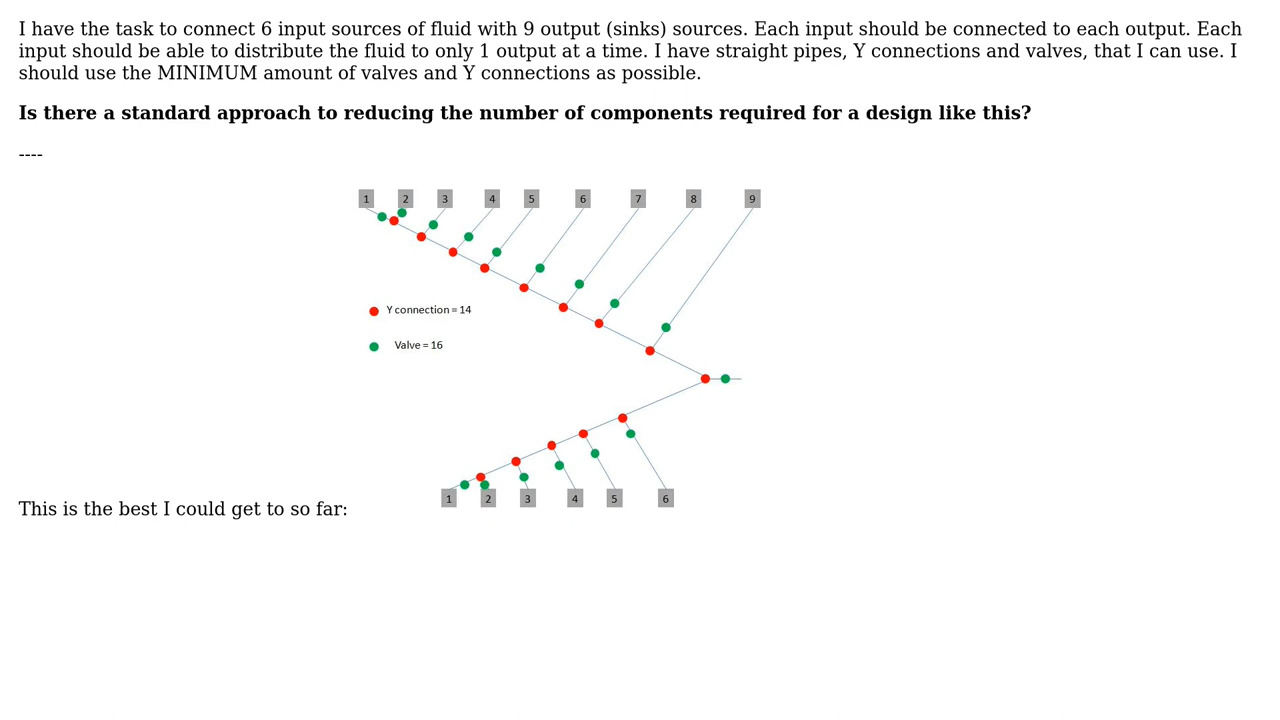 I have the task to connect 6 input sources of fluid with 9 output (sinks) sources. Each input should be connected to each output. Each
input should be able to distribute the fluid to only 1 output at a time. I have straight pipes, Y connections and valves, that I can use. I
should use the MINIMUM amount of valves and Y connections as possible.
Is there a standard approach to reducing the number of components required for a design like this?
----
1 2 3 4 5 6 7 8 9
Y connection = 14
Valve = 16
1 2 3 4 5 6
This is the best I could get to so far: